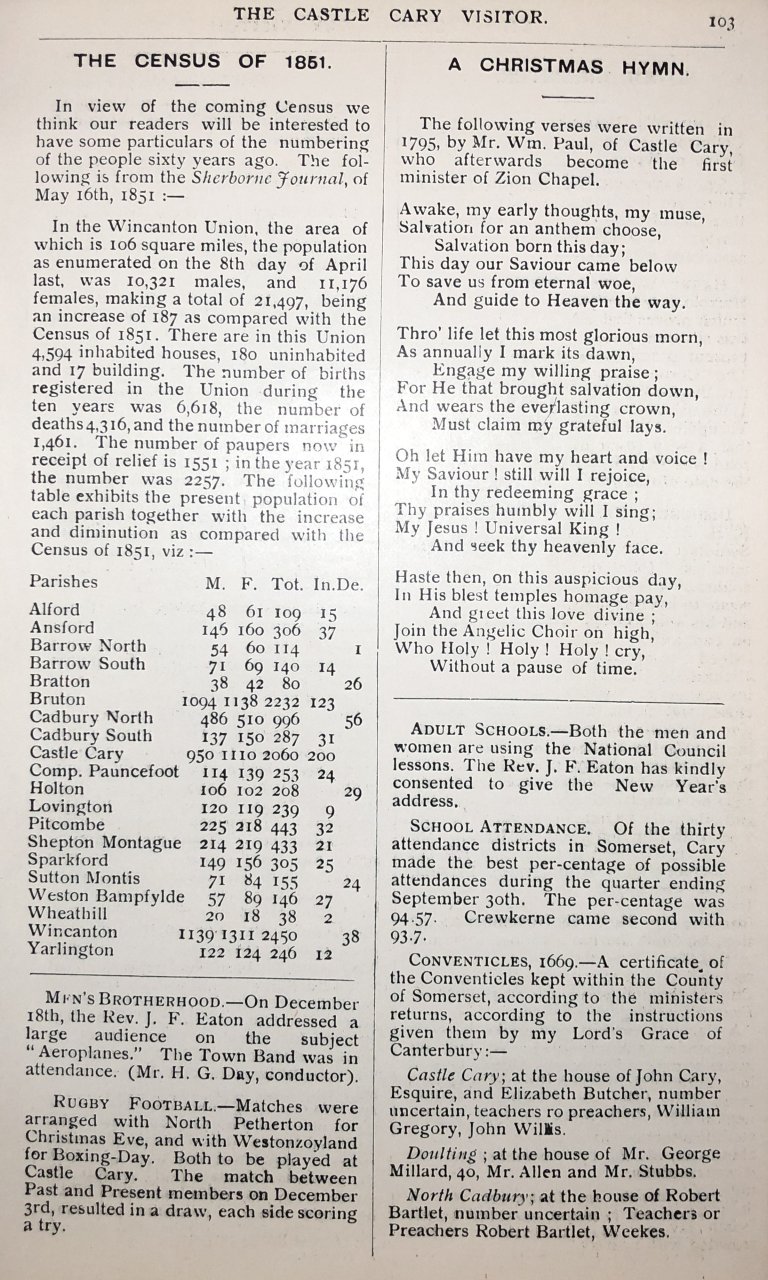 THE CASTLE CARY VISITOR.
103
THE CENSUS OF 1851.
In view of the coming Census we
think our readers will be interested to
have some particulars of the numbering
of the people sixty years ago. The fol-
lowing is from the Sherborne Journal, of
May 16th, 1851 :—
In the Wincanton Union, the area of
which is 106 square miles, the population
as enumerated on the 8th day of April
last, was 10,321 males, and 11,176
females, making a total of 21,497, being
an increase of 187 as compared with the
Census of 1851. There are in this Union
4,594 inhabited houses, 180 uninhabited
and 17 building. The number of births
registered in the Union during the
ten years was 6,618, the number of
deaths 4,316, and the number of marriages
1,461. The number of paupers now in
receipt of relief is 1551 ; in the year 1851,
the number was 2257. The following
table exhibits the present population of
each parish together with the increase
and diminution as compared with the
Census of 1851, viz :—
Parishes M. F. Tot. In.De.
Alford 48 61 109 15
Ansford 146 160 306 37
Barrow North 54 60 114 1
Barrow South 71 69 140 14
Bratton 38 42 80 26
Bruton 1094 1138 2232 123
Cadbury North 486 510 996 56
Cadbury South 137 150 287 31
Castle Cary 950 1110 2060 200
Comp. Pauncefoot 114 139 253 24
Holton 106 102 208 29
Lovington 120 119 239 9
Pitcombe 225 218 443 32
Shepton Montague 214 219 433 21
Sparkford 149 156 305 25
Sutton Montis 71 84 155 24
Weston Bampfylde 57 89 146 27
Wheathill 20 18 38 2
Wincanton 1139 1311 2450 38
Yarlington 122 124 246 12
MEN'S BROTHERHOOD.—On December
18th, the Rev. J. F. Eaton addressed a
large audience on the subject
"Aeroplanes." The Town Band was in
attendance. (Mr. H. G. Day, conductor).
RUGBY FOOTBALL.—Matches were
arranged with North Petherton for
Christmas Eve, and with Westonzoyland
for Boxing-Day. Both to be played at
Castle Cary. The match between
Past and Present members on December
3rd, resulted in a draw, each side scoring
a try.
A CHRISTMAS HYMN.
The following verses were written in
1795, by Mr. Wm. Paul, of Castle Cary,
who afterwards become the first
minister of Zion Chapel.
Awake, my early thoughts, my muse,
Salvation for an anthem choose,
Salvation born this day;
This day our Saviour came below
To save us from eternal woe,
And guide to Heaven the way.
Thro' life let this most glorious morn,
As annually I mark its dawn,
Engage my willing praise ;
For He that brought salvation down,
And wears the everlasting crown,
Must claim my grateful lays.
Oh let Him have my heart and voice !
My Saviour ! still will I rejoice,
In thy redeeming grace ;
Thy praises humbly will I sing;
My Jesus ! Universal King !
And seek thy heavenly face.
Haste then, on this auspicious day,
In His blest temples homage pay,
And greet this love divine ;
Join the Angelic Choir on high,
Who Holy ! Holy ! Holy ! cry,
Without a pause of time.
ADULT SCHOOLS.—Both the men and
women are using the National Council
lessons. The Rev. J. F. Eaton has kindly
consented to give the New Year's
address.
SCHOOL ATTENDANCE. Of the thirty
attendance districts in Somerset, Cary
made the best per-centage of possible
attendances during the quarter ending
September 30th. The per-centage was
94.57. Crewkerne came second with
93.7.
CONVENTICLES, 1669.—A certificate of
the Conventicles kept within the County
of Somerset, according to the ministers
returns, according to the instructions
given them by my Lord's Grace of
Canterbury:—
Castle Cary; at the house of John Cary,
Esquire, and Elizabeth Butcher, number
uncertain, teachers ro preachers, William
Gregory, John Willis.
Doulting ; at the house of Mr. George
Millard, 40, Mr. Allen and Mr. Stubbs.
North Cadbury; at the house of Robert
Bartlet, number uncertain ; Teachers or
Preachers Robert Bartlet, Weekes.